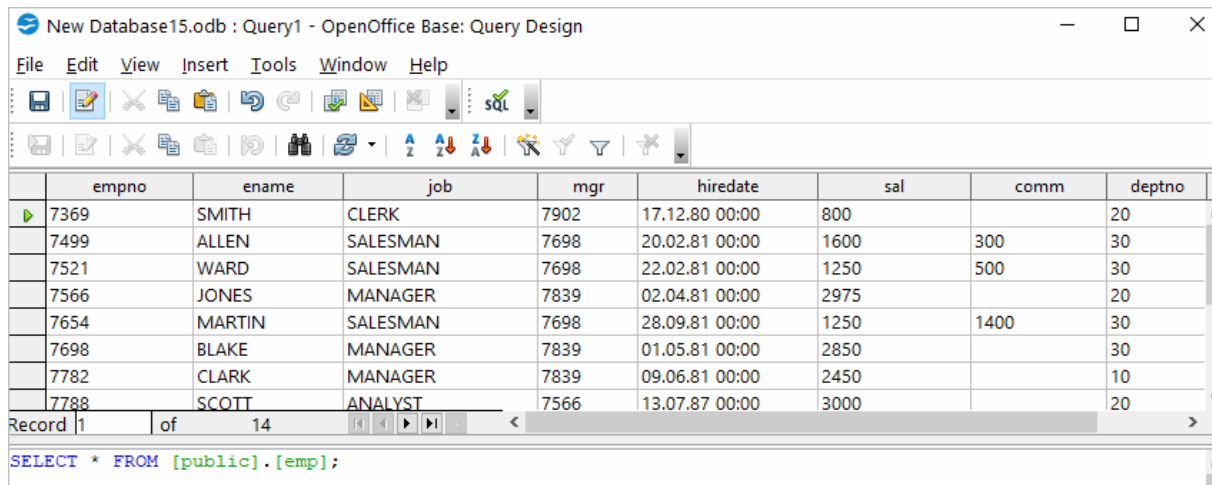 New Database15.odb : Query1 - OpenOffice Base: Query Design
File Edit View Insert Tools Window Help
SQL
empno ename job mgr hiredate sal comm deptno
7369 SMITH CLERK 7902 17.12.80 00:00 800 20
7499 ALLEN SALESMAN 7698 20.02.81 00:00 1600 300 30
7521 WARD SALESMAN 7698 22.02.81 00:00 1250 500 30
7566 JONES MANAGER 7839 02.04.81 00:00 2975 20
7654 MARTIN SALESMAN 7698 28.09.81 00:00 1250 1400 30
7698 BLAKE MANAGER 7839 01.05.81 00:00 2850 30
7782 CLARK MANAGER 7839 09.06.81 00:00 2450 10
7788 SCOTT ANALYST 7566 13.07.87 00:00 3000 20
Record 1 of 14
SELECT * FROM [public].[emp];